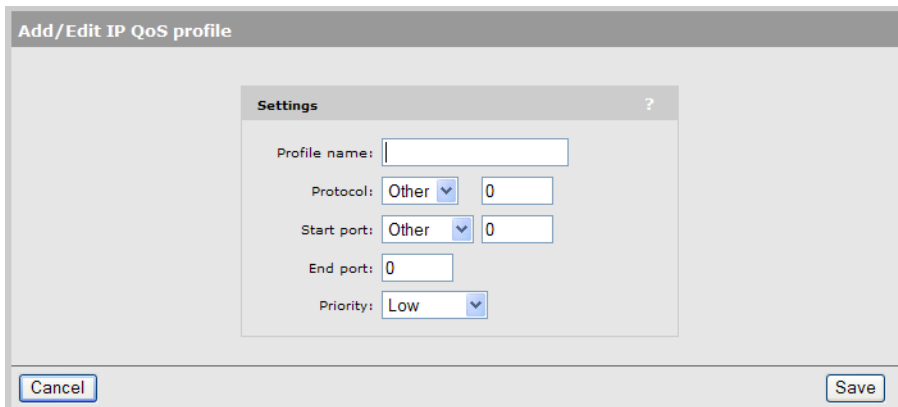 Add/Edit IP QoS profile
Settings ?
Profile name:
Protocol: Other 0
Start port: Other 0
End port: 0
Priority: Low
Cancel Save